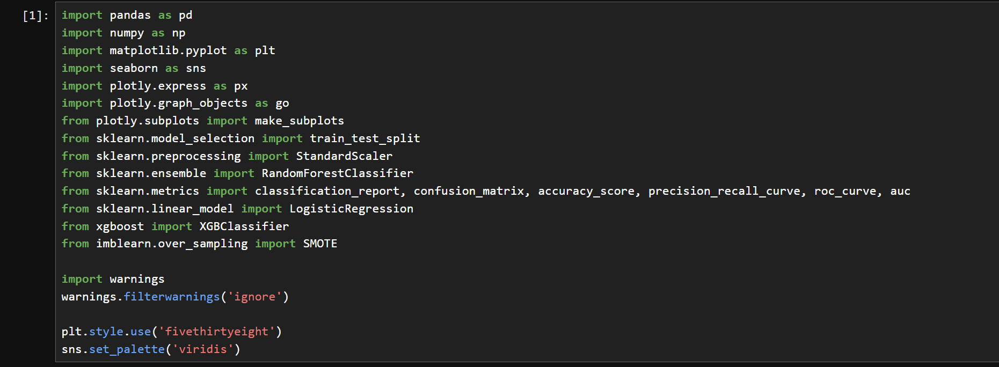 [1]:
import pandas as pd
import numpy as np
import matplotlib.pyplot as plt
import seaborn as sns
import plotly.express as px
import plotly.graph_objects as go
from plotly.subplots import make_subplots
from sklearn.model_selection import train_test_split
from sklearn.preprocessing import StandardScaler
from sklearn.ensemble import RandomForestClassifier
from sklearn.metrics import classification_report, confusion_matrix, accuracy_score, precision_recall_curve, roc_curve, auc
from sklearn.linear_model import LogisticRegression
from xgboost import XGBClassifier
from imblearn.over_sampling import SMOTE

import warnings
warnings.filterwarnings('ignore')

plt.style.use('fivethirtyeight')
sns.set_palette('viridis')